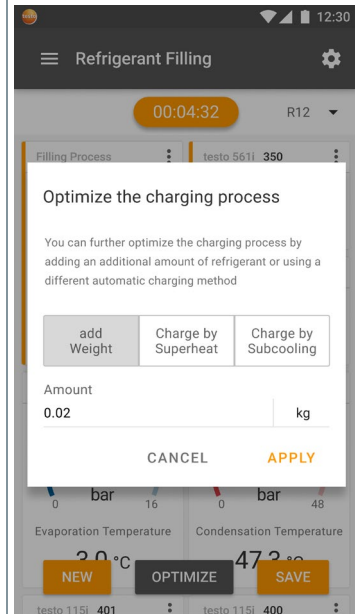 testo
12:30
Refrigerant Filling
00:04:32
R12
Filling Process
testo 561i 350
Optimize the charging process
You can further optimize the charging process by
adding an additional amount of refrigerant or using a
different automatic charging method
add
Weight
Charge by
Superheat
Charge by
Subcooling
Amount
0.02
kg
CANCEL
APPLY
0
bar
16
0
bar
48
Evaporation Temperature
Condensation Temperature
°C
47.3
NEW
OPTIMIZE
SAVE
testo 115i 401
testo 115i 400